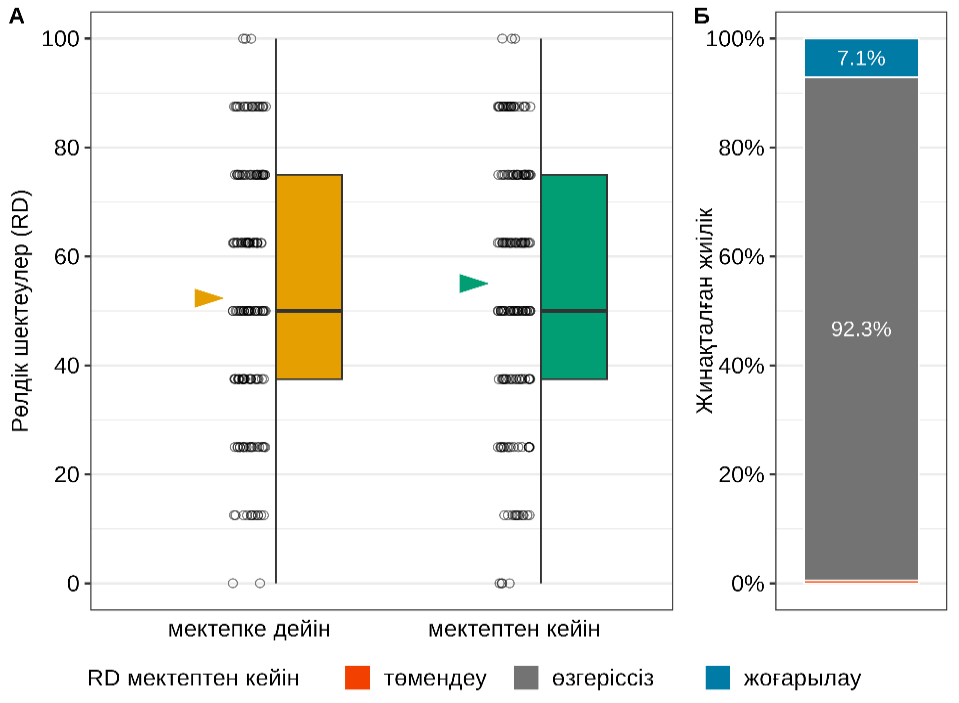 А
Рөлдік шектеулер (RD)
100
80
60
40
20
0
мектепке дейін
мектептен кейін
Б
Жинақталған жиілік
100%
80%
60%
40%
20%
0%
7.1%
92.3%
RD мектептен кейін
төмендеу
өзгеріссіз
жоғарылау